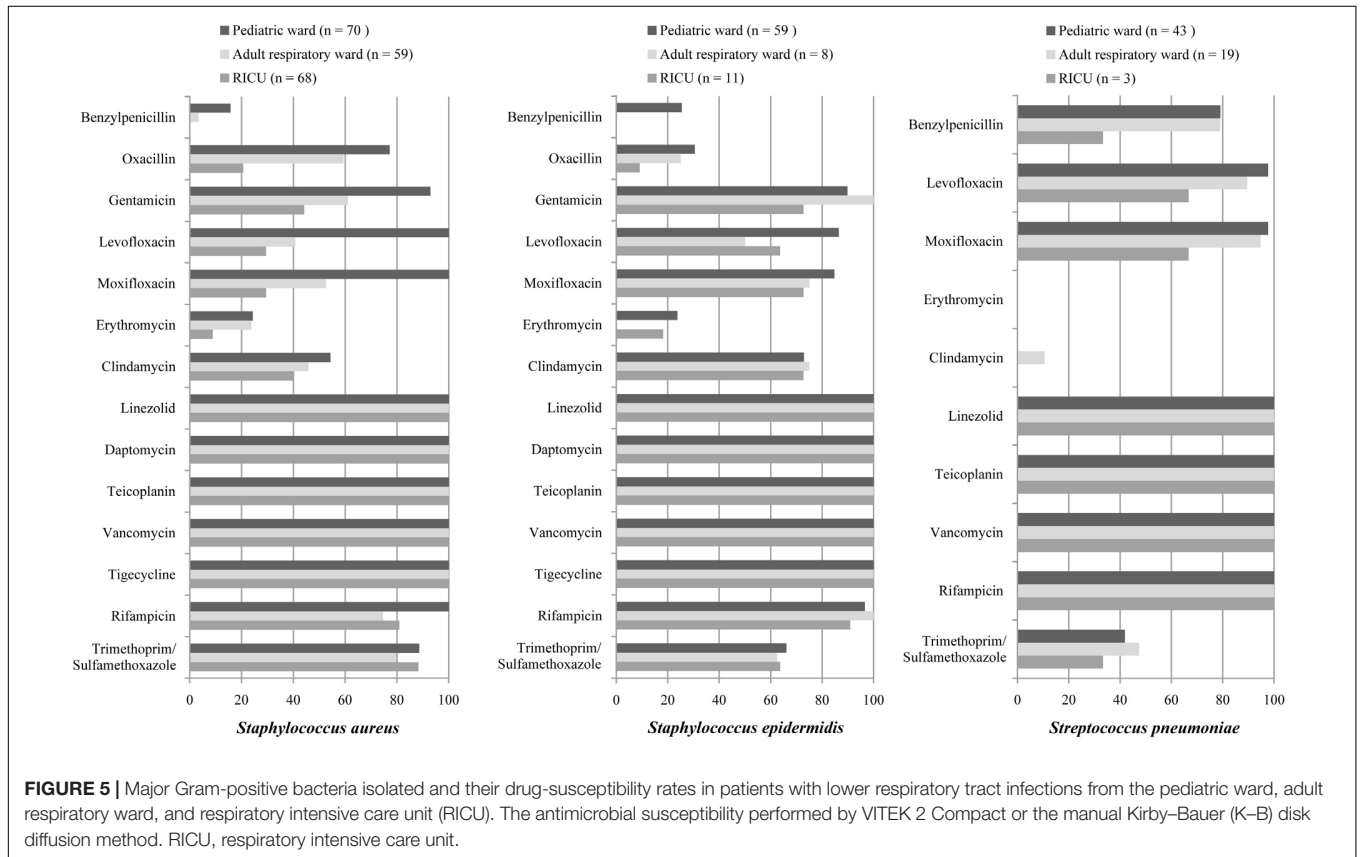 Pediatric ward (n = 70 )
Adult respiratory ward (n = 59)
RICU (n = 68)
Benzylpenicillin
Oxacillin
Gentamicin
Levofloxacin
Moxifloxacin
Erythromycin
Clindamycin
Linezolid
Daptomycin
Teicoplanin
Vancomycin
Tigecycline
Rifampicin
Trimethoprim/
Sulfamethoxazole
0 20 40 60 80 100
Staphylococcus aureus
Pediatric ward (n = 59 )
Adult respiratory ward (n = 8)
RICU (n = 11)
Benzylpenicillin
Oxacillin
Gentamicin
Levofloxacin
Moxifloxacin
Erythromycin
Clindamycin
Linezolid
Daptomycin
Teicoplanin
Vancomycin
Tigecycline
Rifampicin
Trimethoprim/
Sulfamethoxazole
0 20 40 60 80 100
Staphylococcus epidermidis
Pediatric ward (n = 43 )
Adult respiratory ward (n = 19)
RICU (n = 3)
Benzylpenicillin
Levofloxacin
Moxifloxacin
Erythromycin
Clindamycin
Linezolid
Teicoplanin
Vancomycin
Rifampicin
Trimethoprim/
Sulfamethoxazole
0 20 40 60 80 100
Streptococcus pneumoniae
FIGURE 5 | Major Gram-positive bacteria isolated and their drug-susceptibility rates in patients with lower respiratory tract infections from the pediatric ward, adult
respiratory ward, and respiratory intensive care unit (RICU). The antimicrobial susceptibility performed by VITEK 2 Compact or the manual Kirby–Bauer (K–B) disk
diffusion method. RICU, respiratory intensive care unit.